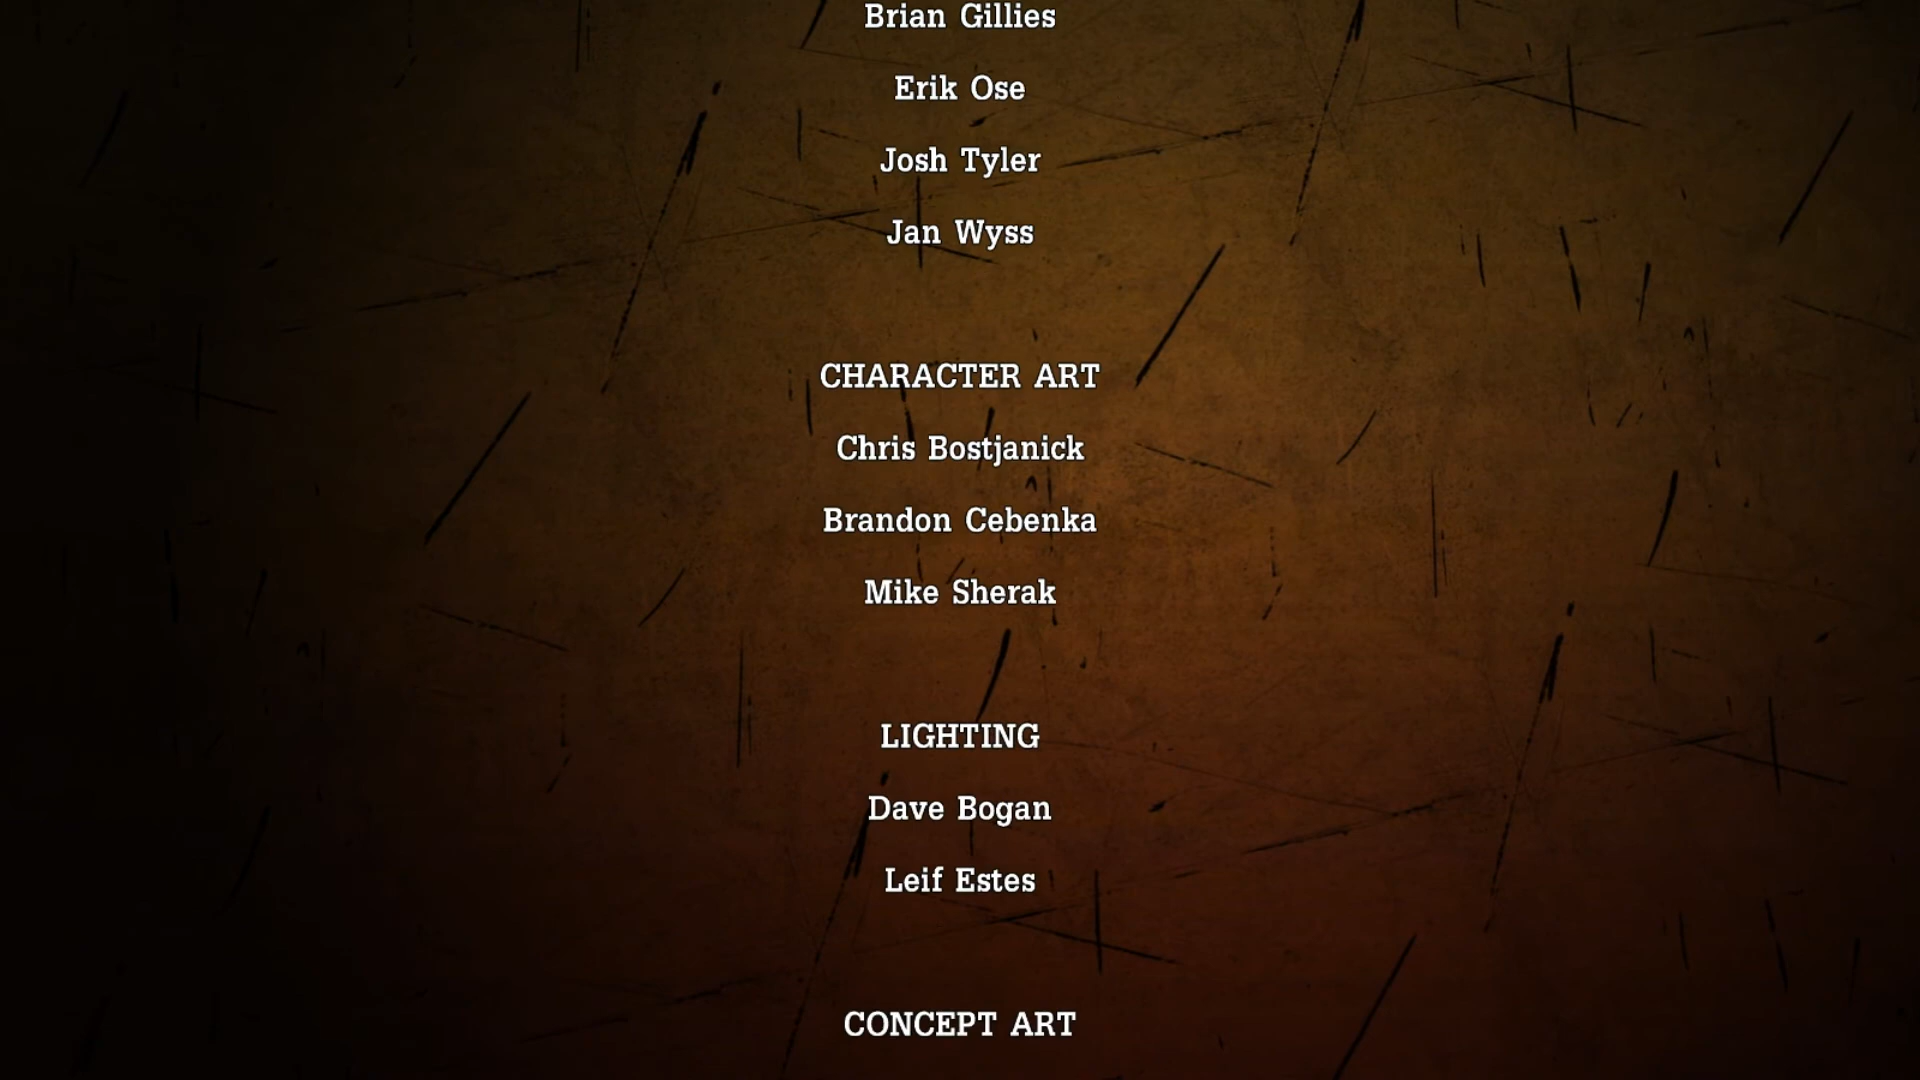 Brian Gillies
Erik Ose
Josh Tyler
Jan Wyss
CHARACTER ART
Chris Bostjanick
Brandon Cebenka
Mike Sherak
LIGHTING
Dave Bogan
Leif Estes
CONCEPT ART